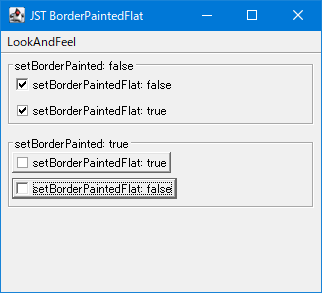 JST BorderPaintedFlat
LookAndFeel
setBorderPainted: false
setBorderPaintedFlat: false
setBorderPaintedFlat: true
setBorderPainted: true
setBorderPaintedFlat: true
setBorderPaintedFlat: false